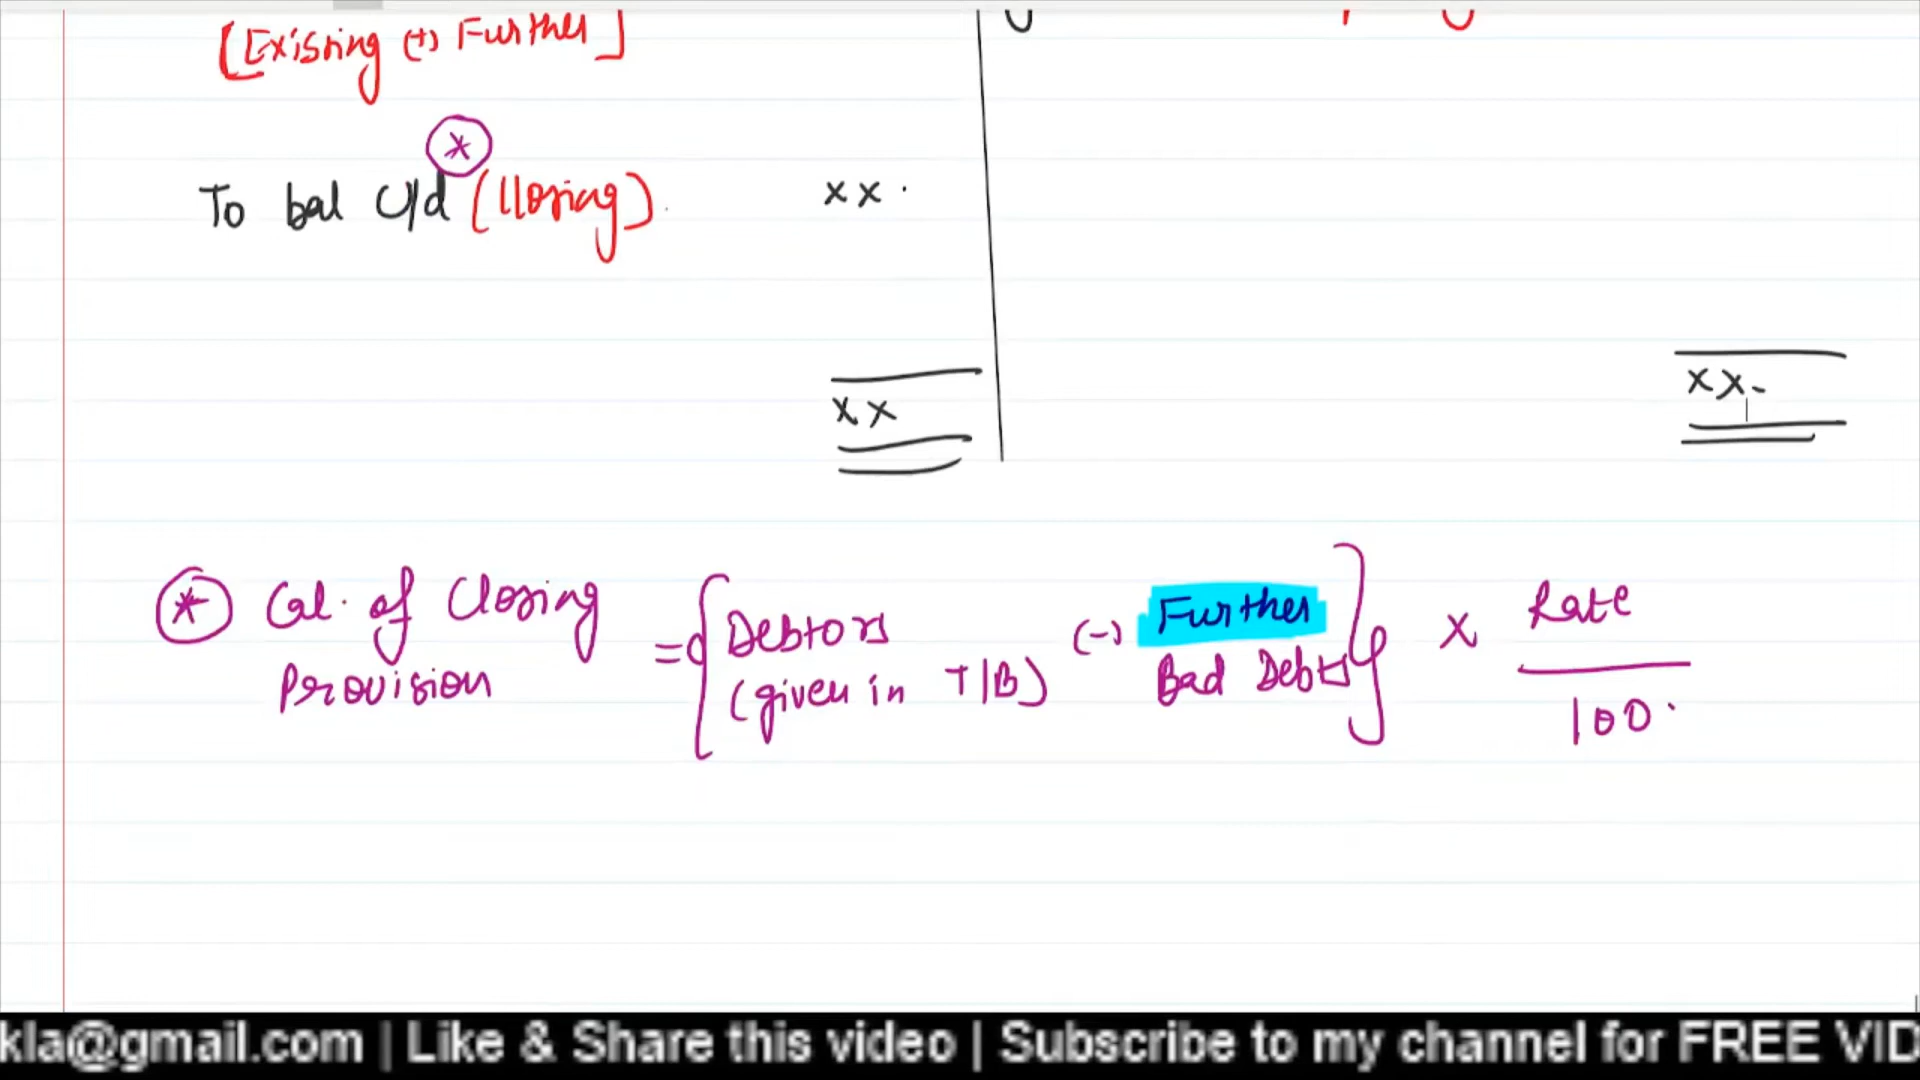 [Existing (+) Further]
*
To bal c/d (Closing). xx.
xx xx-
* Cal. of Closing Provision = { Debtors (given in T/B) (-) Further Bad Debts } x Rate / 100.
kla@gmail.com | Like & Share this video | Subscribe to my channel for FREE VID